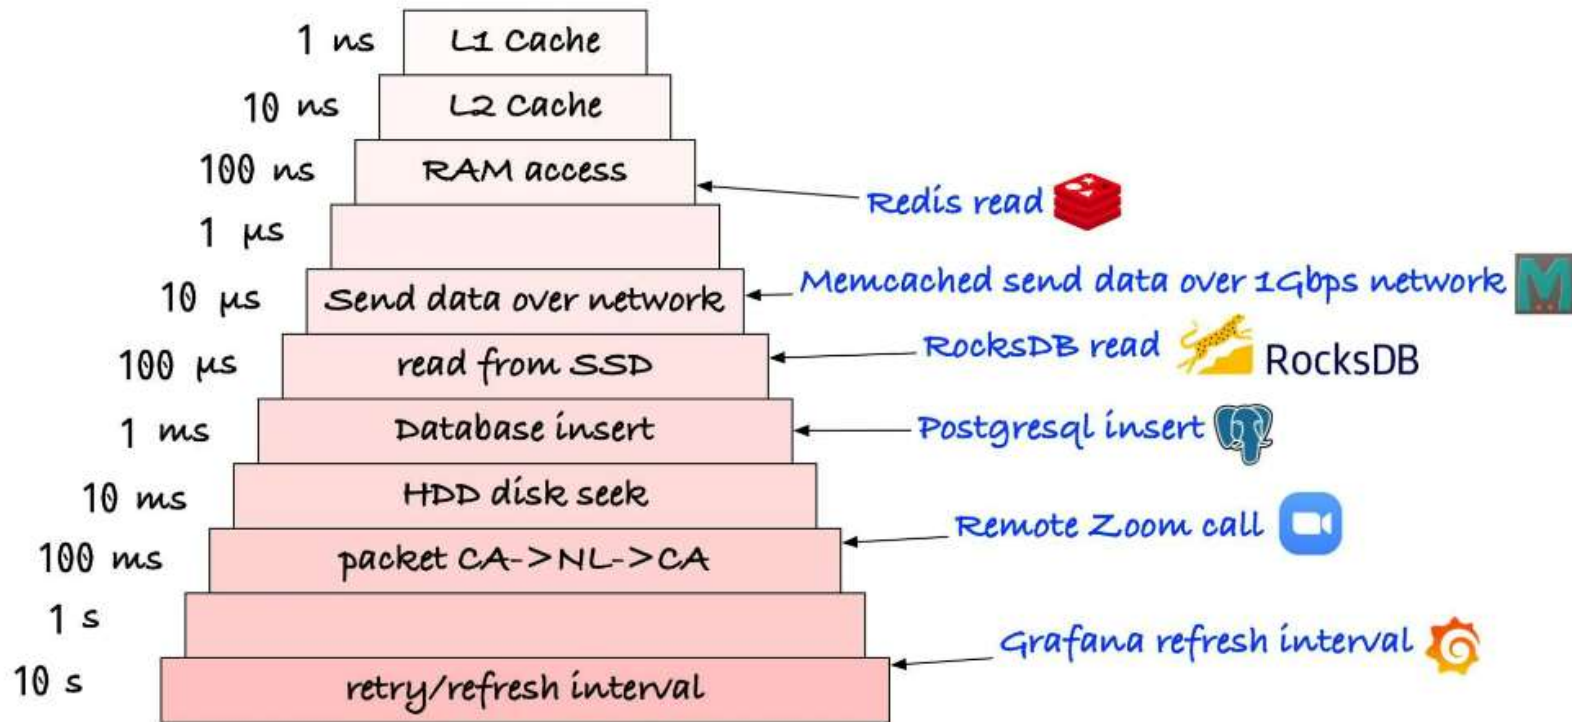 1 ns L1 Cache
10 ns L2 Cache
100 ns RAM access
Redis read
1 µs
10 µs Send data over network Memcached send data over 1Gbps network M
100 µs read from SSD RocksDB read RocksDB
1 ms Database insert Postgresql insert
10 ms HDD disk seek
Remote Zoom call
100 ms packet CA->NL->CA
1 s
Grafana refresh interval
10 s retry/refresh interval